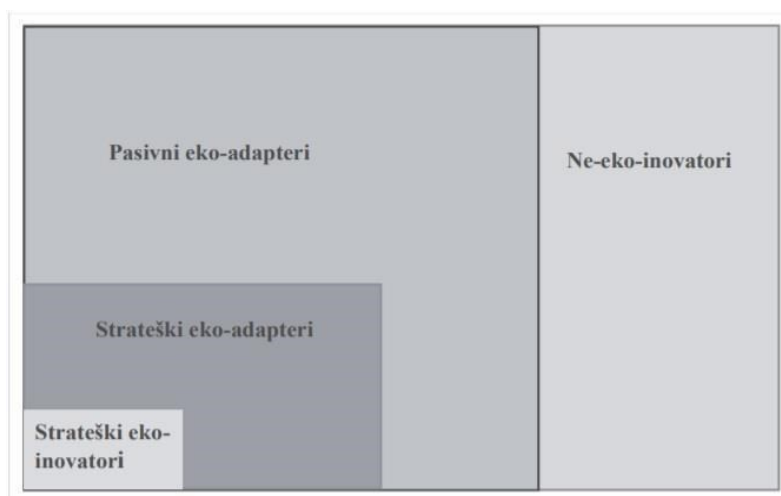 Pasivni eko-adapteri
Ne-eko-inovatori
Strateški eko-adapteri
Strateški eko-
inovatori